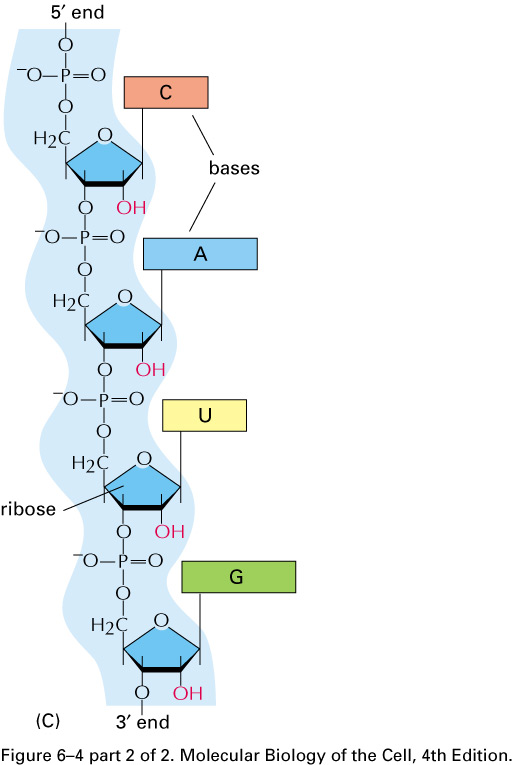 5′ end
O
⁻O–P=O
O
H2C
O
C
bases
O
OH
⁻O–P=O
O
A
H2C
O
O
OH
⁻O–P=O
O
U
H2C
O
ribose
O
OH
⁻O–P=O
O
G
H2C
O
O
OH
(C)
3′ end
Figure 6–4 part 2 of 2. Molecular Biology of the Cell, 4th Edition.